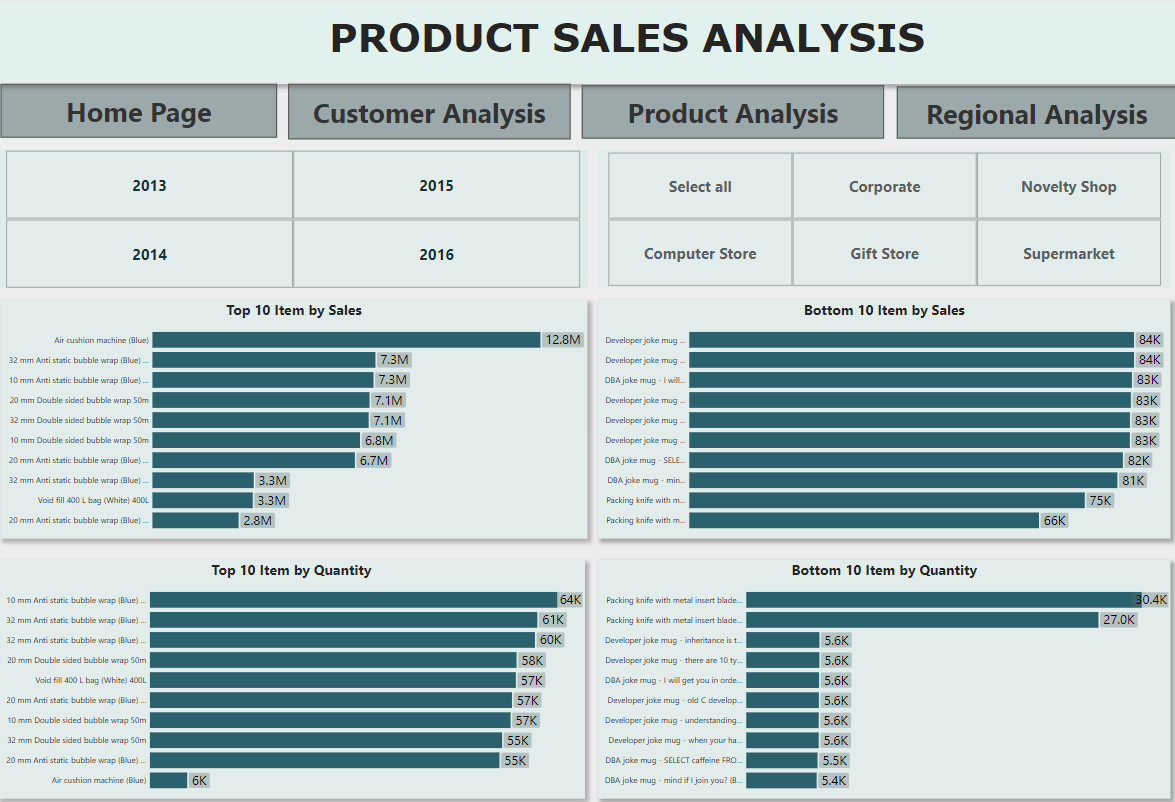 PRODUCT SALES ANALYSIS
Home Page
Customer Analysis
Product Analysis
Regional Analysis
2013
2015
2014
2016
Select all
Corporate
Novelty Shop
Computer Store
Gift Store
Supermarket
Top 10 Item by Sales
Air cushion machine (Blue) 12.8M
32 mm Anti static bubble wrap (Blue) ... 7.3M
10 mm Anti static bubble wrap (Blue) ... 7.3M
20 mm Double sided bubble wrap 50m 7.1M
32 mm Double sided bubble wrap 50m 7.1M
10 mm Double sided bubble wrap 50m 6.8M
20 mm Anti static bubble wrap (Blue) ... 6.7M
32 mm Anti static bubble wrap (Blue) ... 3.3M
Void fill 400 L bag (White) 400L 3.3M
20 mm Anti static bubble wrap (Blue) ... 2.8M
Bottom 10 Item by Sales
Developer joke mug ... 84K
Developer joke mug ... 84K
DBA joke mug - I will... 83K
Developer joke mug ... 83K
Developer joke mug ... 83K
Developer joke mug ... 83K
DBA joke mug - SELE... 82K
DBA joke mug - min... 81K
Packing knife with m... 75K
Packing knife with m... 66K
Top 10 Item by Quantity
10 mm Anti static bubble wrap (Blue) ... 64K
32 mm Anti static bubble wrap (Blue) ... 61K
32 mm Anti static bubble wrap (Blue) ... 60K
20 mm Double sided bubble wrap 50m 58K
Void fill 400 L bag (White) 400L 57K
20 mm Anti static bubble wrap (Blue) ... 57K
10 mm Double sided bubble wrap 50m 57K
32 mm Double sided bubble wrap 50m 55K
20 mm Anti static bubble wrap (Blue) ... 55K
Air cushion machine (Blue) 6K
Bottom 10 Item by Quantity
Packing knife with metal insert blade... 30.4K
Packing knife with metal insert blade... 27.0K
Developer joke mug - inheritance is t... 5.6K
Developer joke mug - there are 10 ty... 5.6K
DBA joke mug - I will get you in orde... 5.6K
Developer joke mug - old C develop... 5.6K
Developer joke mug - understanding... 5.6K
Developer joke mug - when your ha... 5.6K
DBA joke mug - SELECT caffeine FRO... 5.5K
DBA joke mug - mind if I join you? (B... 5.4K